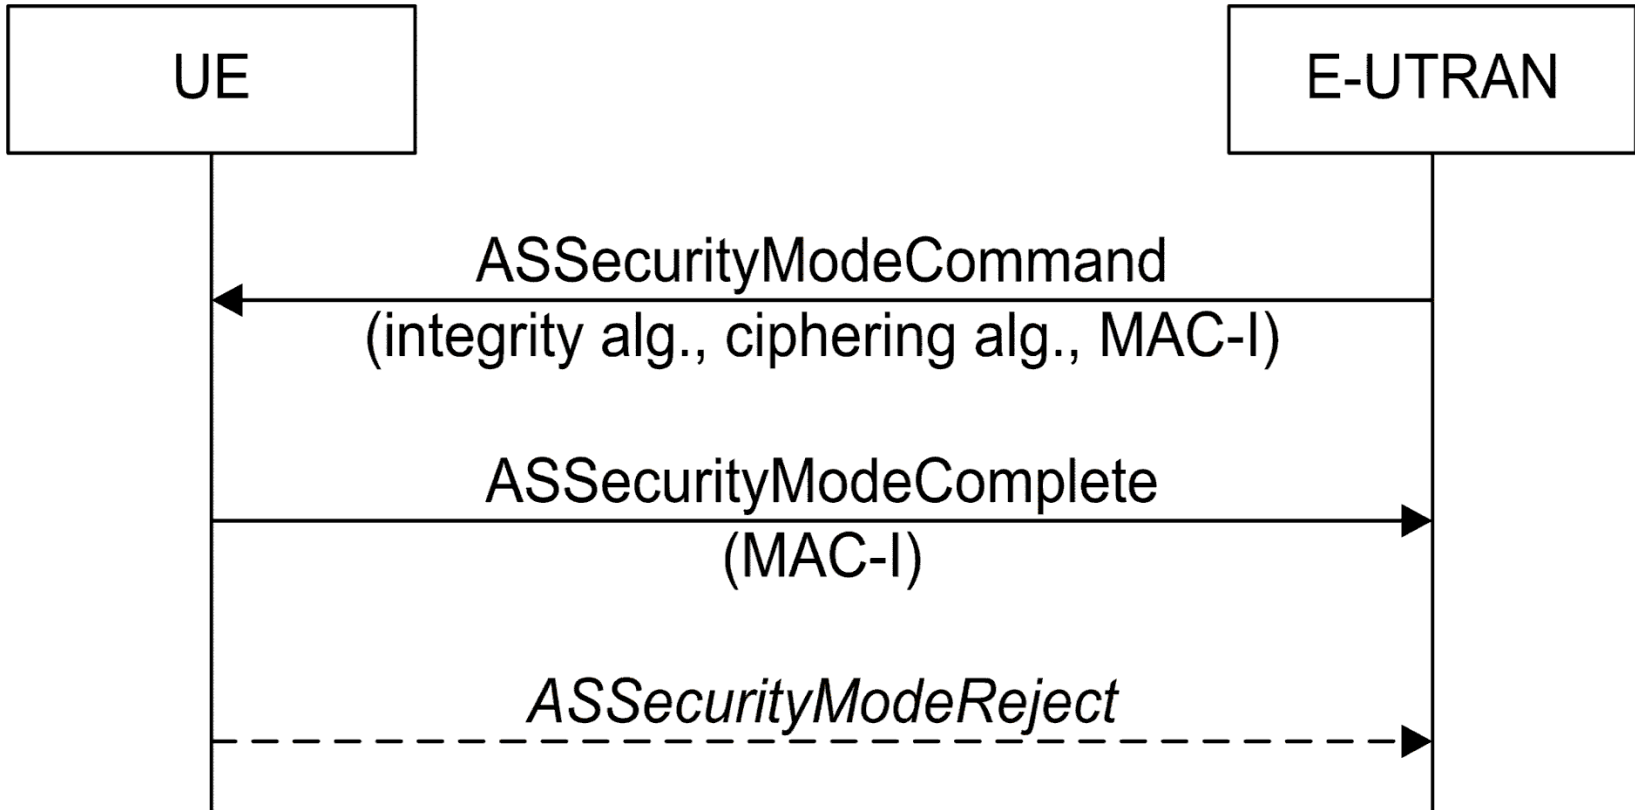 UE
E-UTRAN
ASSecurityModeCommand
(integrity alg., ciphering alg., MAC-I)
ASSecurityModeComplete
(MAC-I)
ASSecurityModeReject